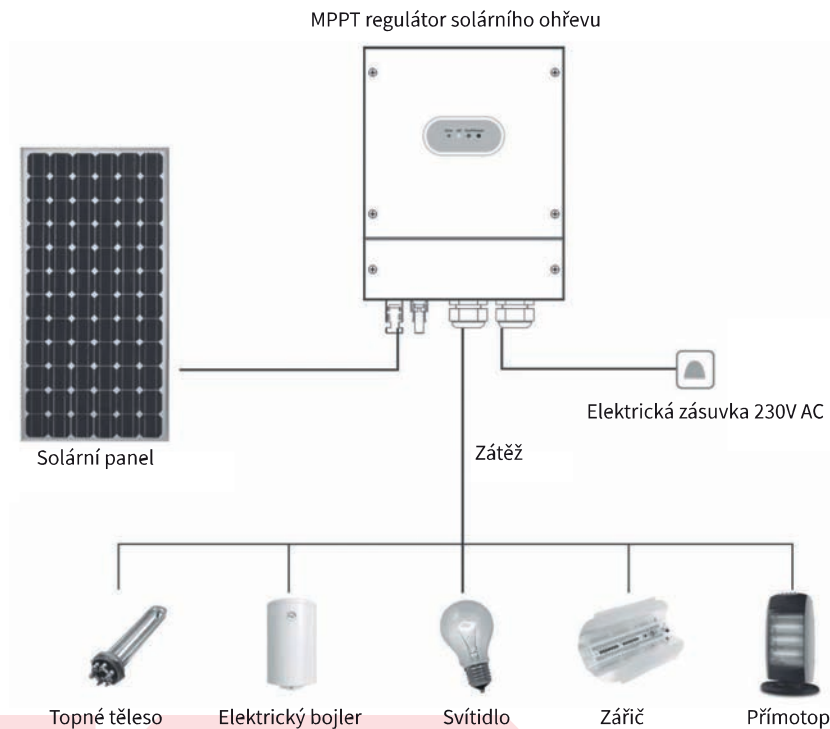 MPPT regulátor solárního ohřevu
Elektrická zásuvka 230V AC
Solární panel
Zátěž
Topné těleso
Elektrický bojler
Svítidlo
Zářič
Přímotop